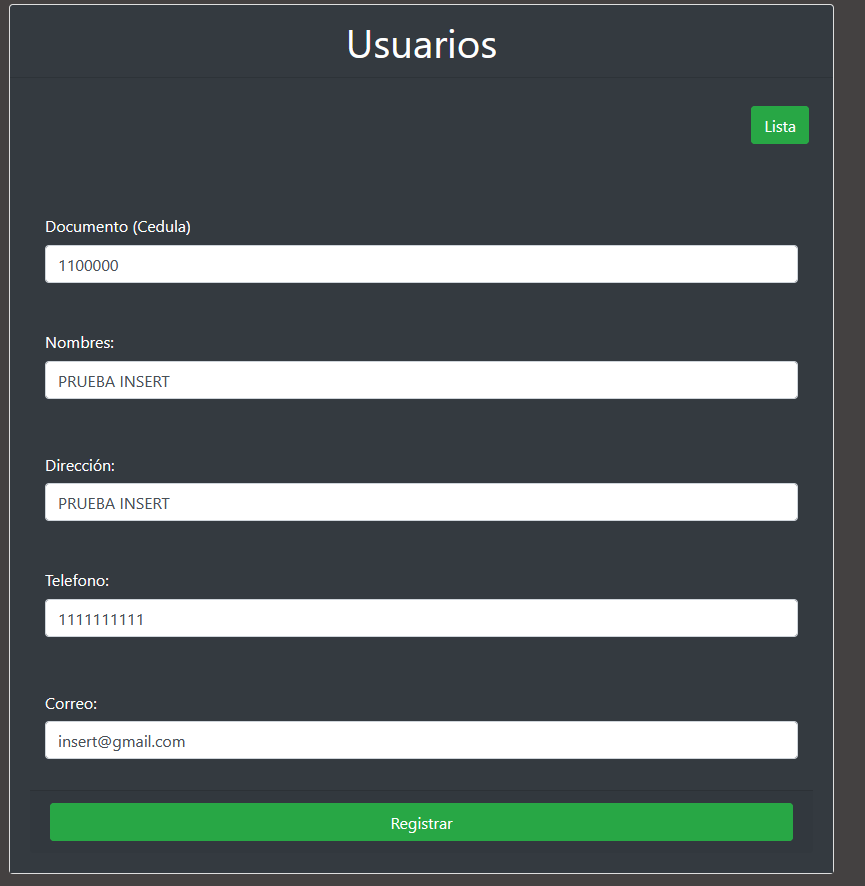 Usuarios
Lista
Documento (Cedula)
1100000
Nombres:
PRUEBA INSERT
Dirección:
PRUEBA INSERT
Telefono:
1111111111
Correo:
insert@gmail.com
Registrar